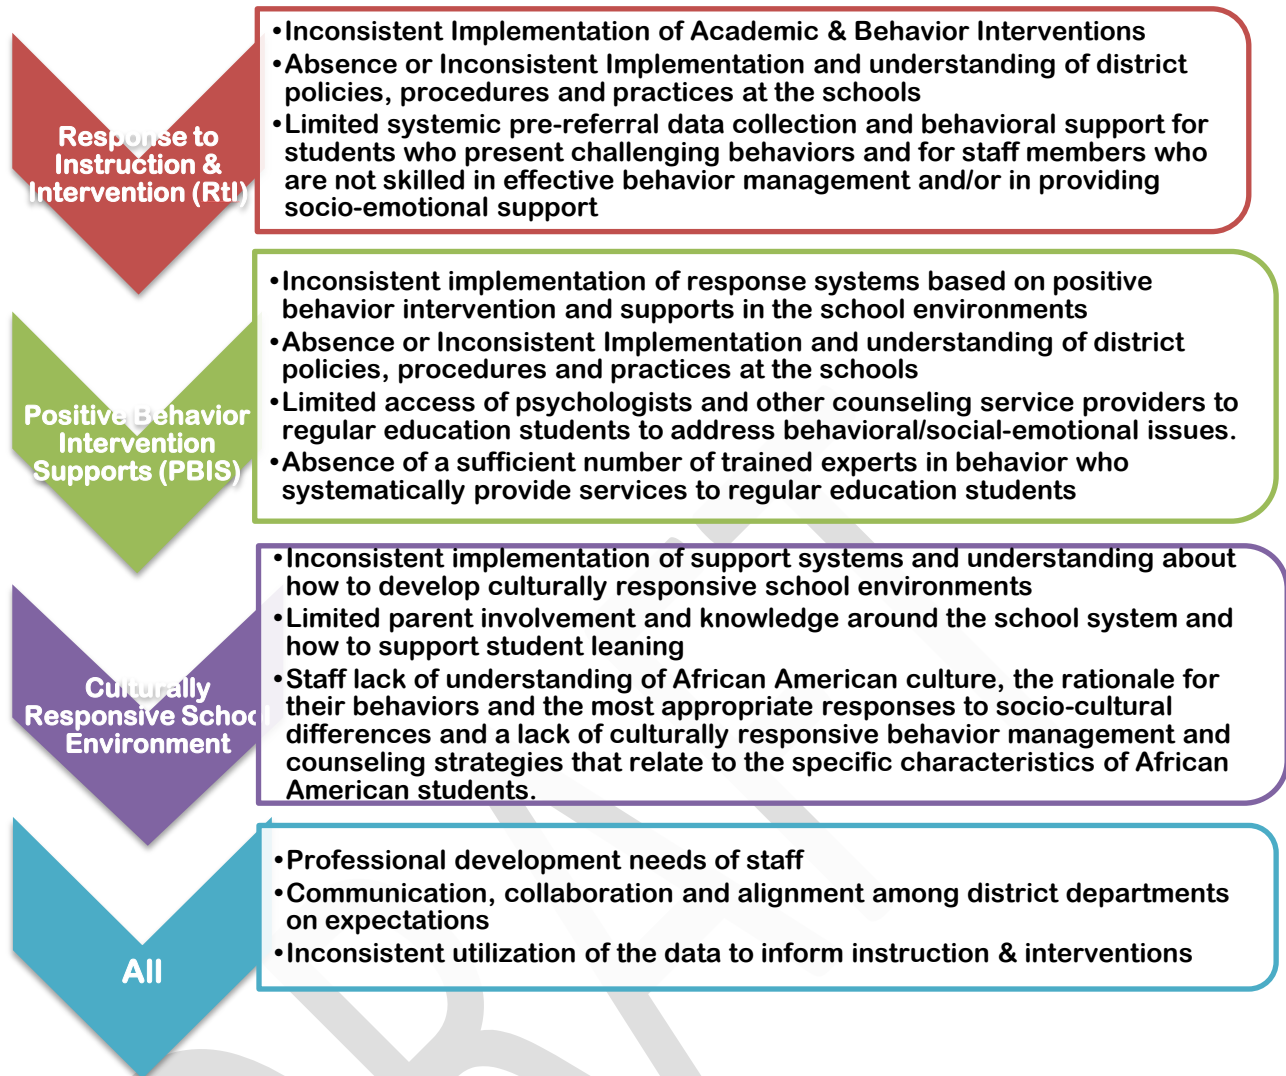 Response to
Instruction &
Intervention (RtI)
•Inconsistent Implementation of Academic & Behavior Interventions
•Absence or Inconsistent Implementation and understanding of district
policies, procedures and practices at the schools
•Limited systemic pre-referral data collection and behavioral support for
students who present challenging behaviors and for staff members who
are not skilled in effective behavior management and/or in providing
socio-emotional support
Positive Behavior
Intervention
Supports (PBIS)
•Inconsistent implementation of response systems based on positive
behavior intervention and supports in the school environments
•Absence or Inconsistent Implementation and understanding of district
policies, procedures and practices at the schools
•Limited access of psychologists and other counseling service providers to
regular education students to address behavioral/social-emotional issues.
•Absence of a sufficient number of trained experts in behavior who
systematically provide services to regular education students
Culturally
Responsive School
Environment
•Inconsistent implementation of support systems and understanding about
how to develop culturally responsive school environments
•Limited parent involvement and knowledge around the school system and
how to support student leaning
•Staff lack of understanding of African American culture, the rationale for
their behaviors and the most appropriate responses to socio-cultural
differences and a lack of culturally responsive behavior management and
counseling strategies that relate to the specific characteristics of African
American students.
All
•Professional development needs of staff
•Communication, collaboration and alignment among district departments
on expectations
•Inconsistent utilization of the data to inform instruction & interventions